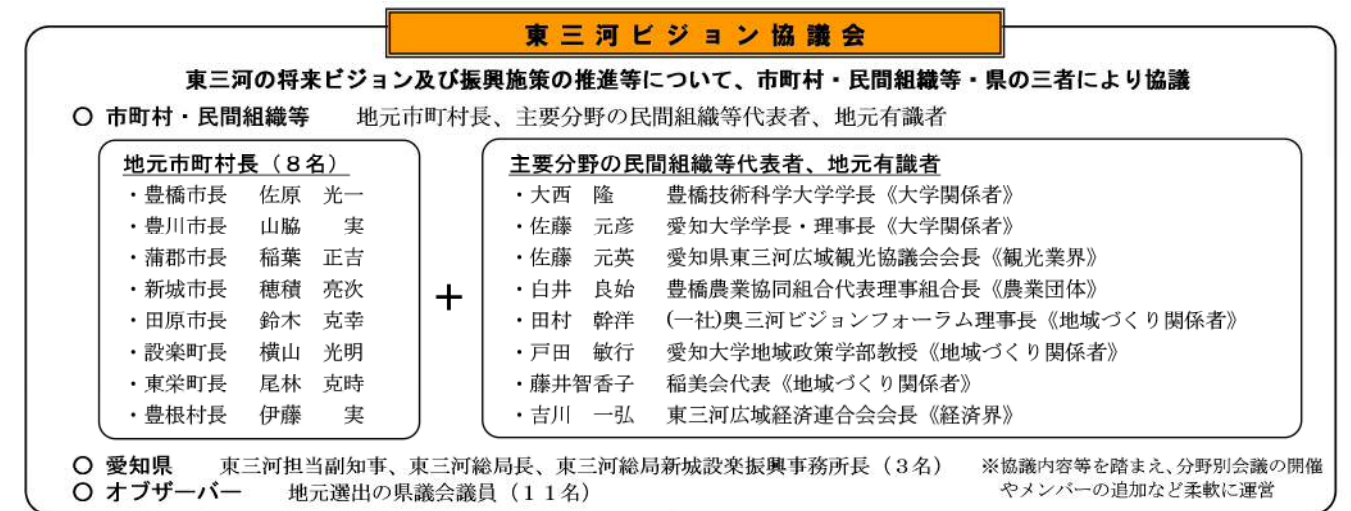 東三河ビジョン協議会
東三河の将来ビジョン及び振興施策の推進等について、市町村・民間組織等・県の三者により協議
○ 市町村・民間組織等　地元市町村長、主要分野の民間組織等代表者、地元有識者
地元市町村長（８名）
・豊橋市長　佐原　光一
・豊川市長　山脇　　実
・蒲郡市長　稲葉　正吉
・新城市長　穂積　亮次
・田原市長　鈴木　克幸
・設楽町長　横山　光明
・東栄町長　尾林　克時
・豊根村長　伊藤　　実
＋
主要分野の民間組織等代表者、地元有識者
・大西　隆　豊橋技術科学大学学長《大学関係者》
・佐藤　元彦　愛知大学学長・理事長《大学関係者》
・佐藤　元英　愛知県東三河広域観光協議会会長《観光業界》
・白井　良始　豊橋農業協同組合代表理事組合長《農業団体》
・田村　幹洋　(一社)奥三河ビジョンフォーラム理事長《地域づくり関係者》
・戸田　敏行　愛知大学地域政策学部教授《地域づくり関係者》
・藤井智香子　稲美会代表《地域づくり関係者》
・吉川　一弘　東三河広域経済連合会会長《経済界》
○ 愛知県　東三河担当副知事、東三河総局長、東三河総局新城設楽振興事務所長（３名）
○ オブザーバー　地元選出の県議会議員（１１名）
※協議内容等を踏まえ、分野別会議の開催
やメンバーの追加など柔軟に運営